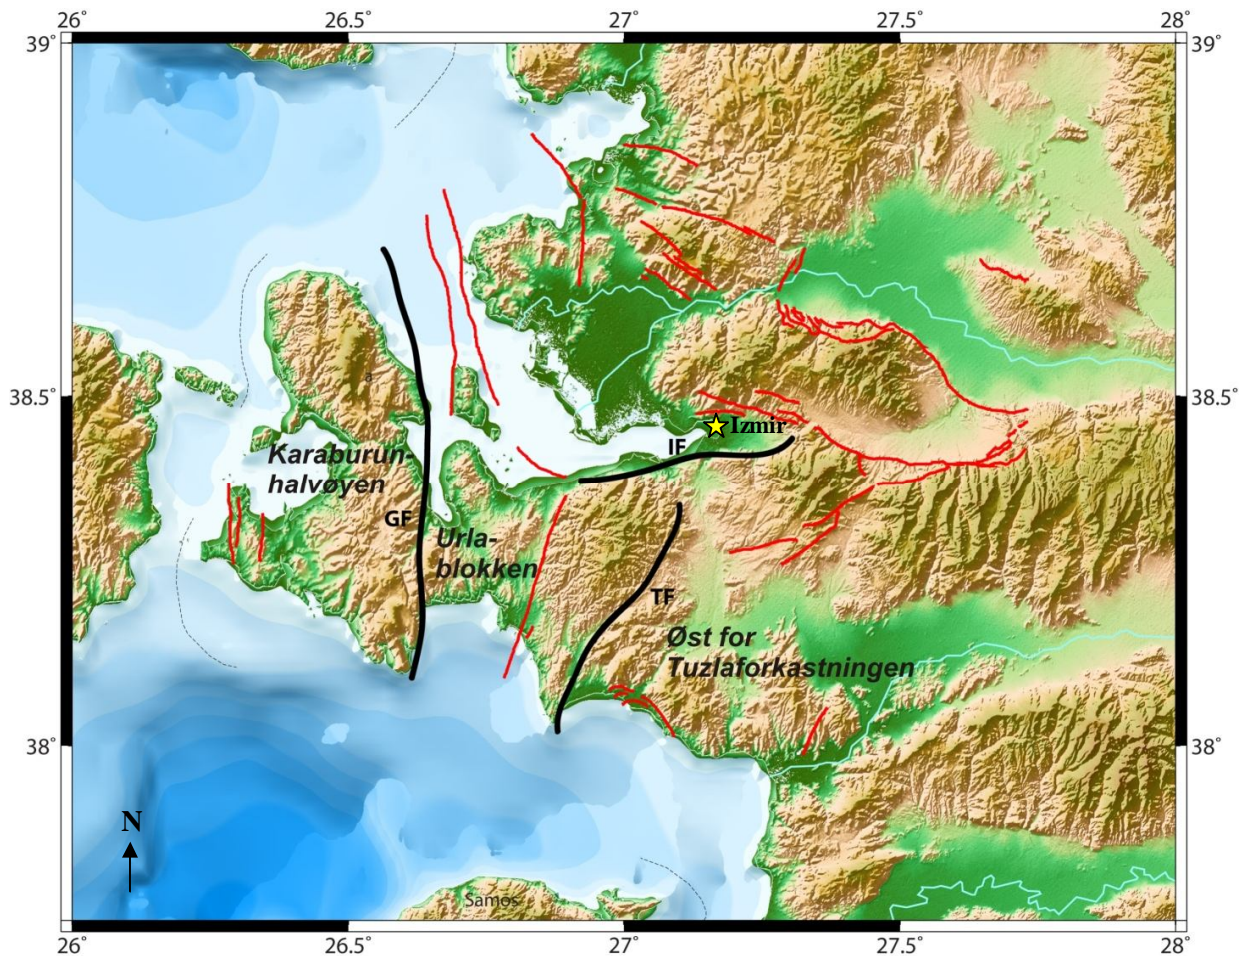 26°
26.5°
27°
27.5°
28°
39°
39°
38.5°
38.5°
Izmir
IF
Karaburun-
halvøyen
GF
Urla-
blokken
TF
Øst for
Tuzlaforkastningen
38°
38°
N
Samos
26°
26.5°
27°
27.5°
28°